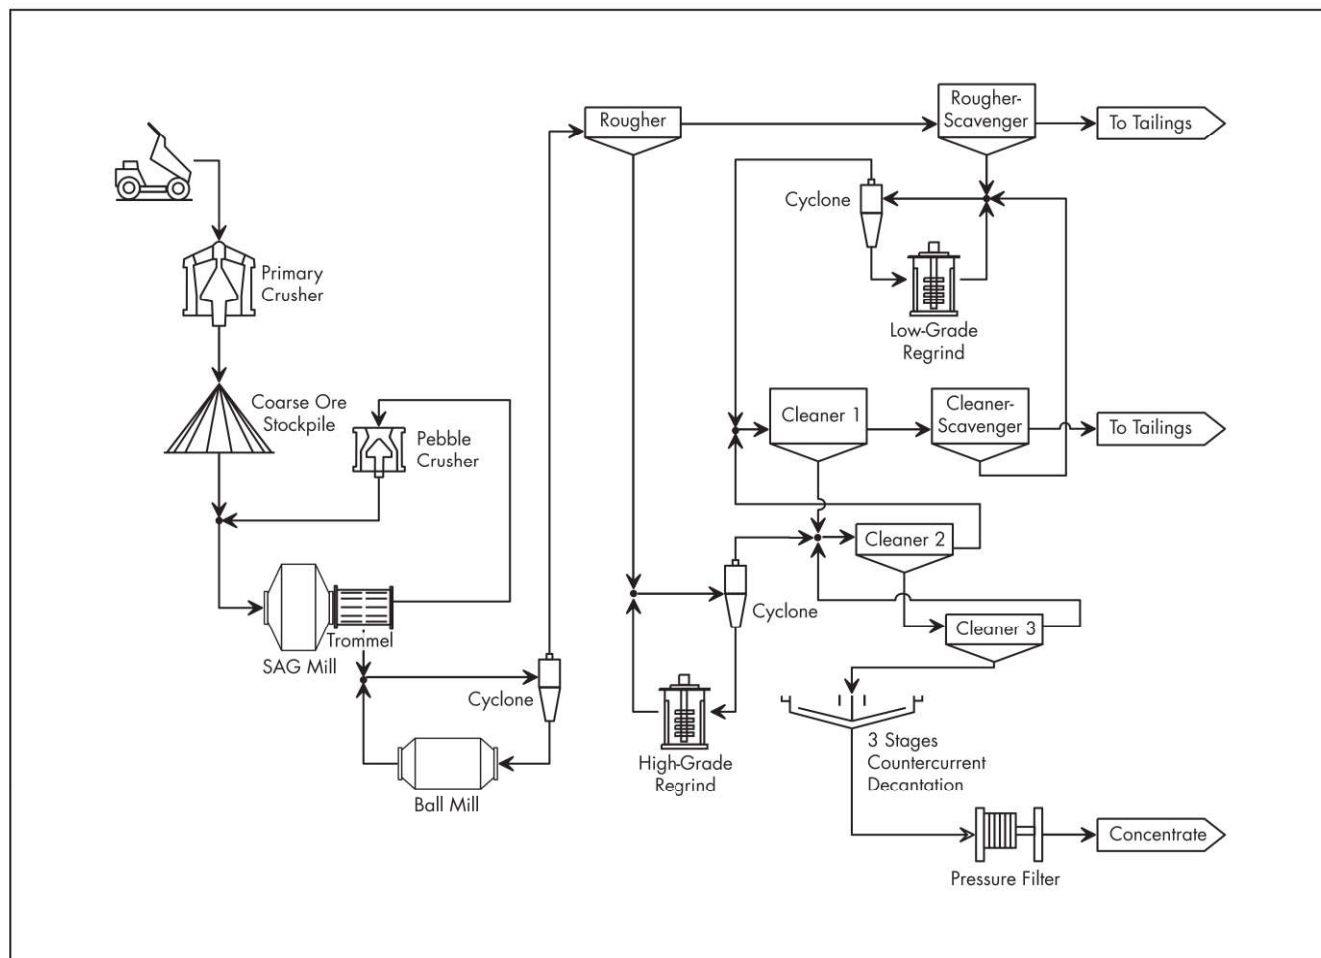 Rougher
Rougher-
Scavenger
To Tailings
Cyclone
Primary
Crusher
Low-Grade
Regrind
Coarse Ore
Stockpile
Pebble
Crusher
Cleaner 1
Cleaner-
Scavenger
To Tailings
Cleaner 2
Cyclone
Cleaner 3
Trommel
SAG Mill
Cyclone
High-Grade
Regrind
3 Stages
Countercurrent
Decantation
Ball Mill
Concentrate
Pressure Filter